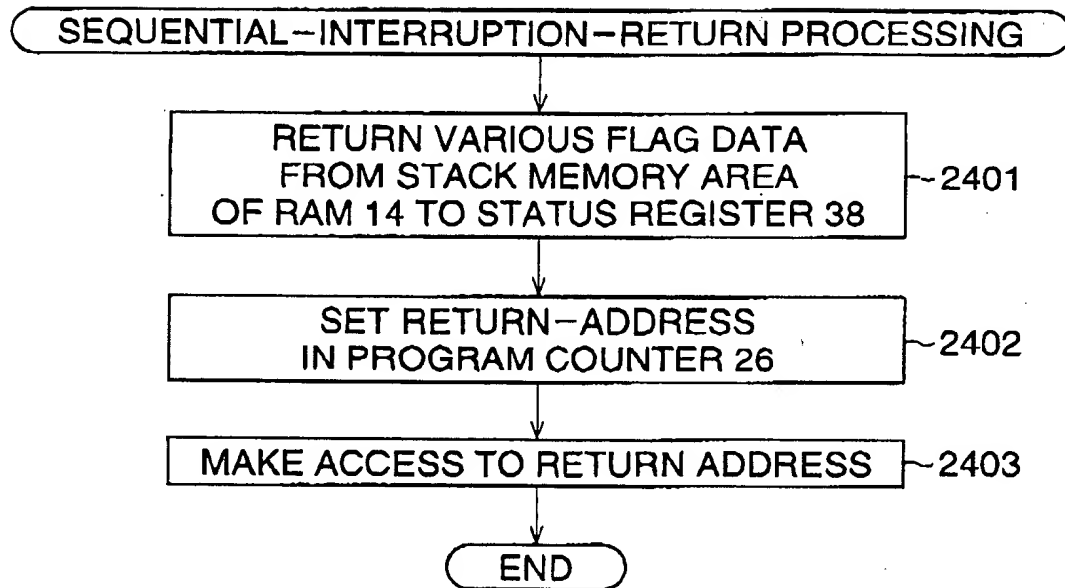 SEQUENTIAL-INTERRUPTION-RETURN PROCESSING
RETURN VARIOUS FLAG DATA
FROM STACK MEMORY AREA
OF RAM 14 TO STATUS REGISTER 38
2401
SET RETURN-ADDRESS
IN PROGRAM COUNTER 26
2402
MAKE ACCESS TO RETURN ADDRESS
2403
END